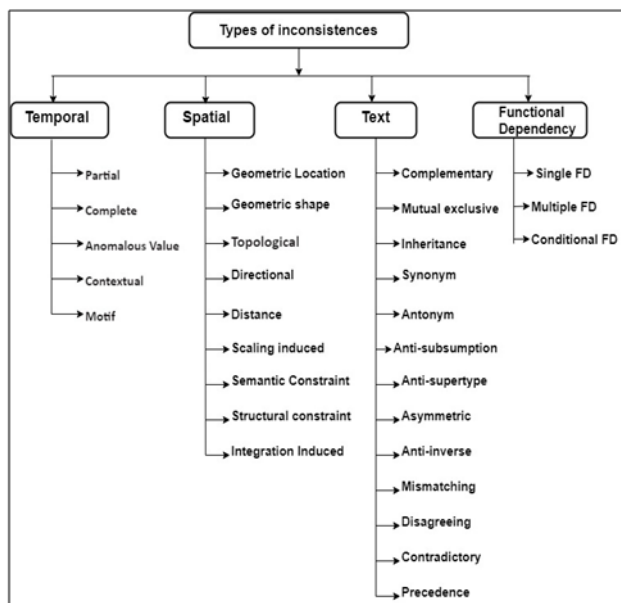 Types of inconsistences
Temporal
Partial
Complete
Anomalous Value
Contextual
Motif
Spatial
Geometric Location
Geometric shape
Topological
Directional
Distance
Scaling induced
Semantic Constraint
Structural constraint
Integration Induced
Text
Complementary
Mutual exclusive
Inheritance
Synonym
Antonym
Anti-subsumption
Anti-supertype
Asymmetric
Anti-inverse
Mismatching
Disagreeing
Contradictory
Precedence
Functional
Dependency
Single FD
Multiple FD
Conditional FD